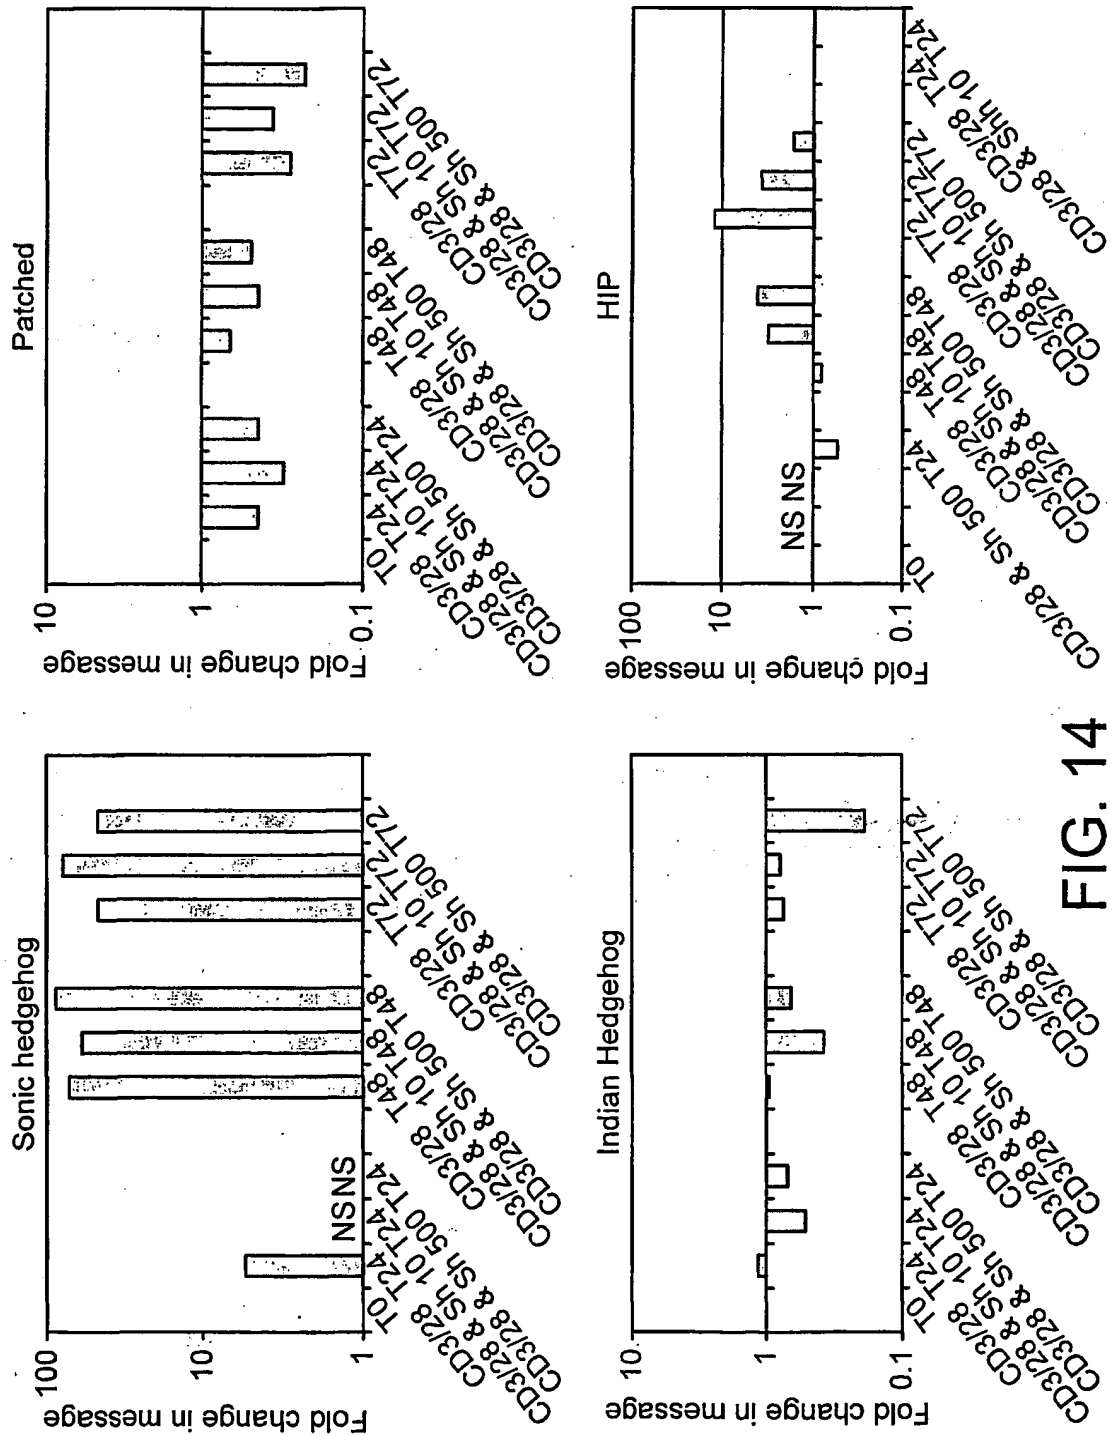 Sonic hedgehog
Fold change in message
100
10
1
NS NS
T0
CD3/28 T24
CD3/28 & Sh 10 T24
CD3/28 & Sh 500 T24
CD3/28 T48
CD3/28 & Sh 10 T48
CD3/28 & Sh 500 T48
CD3/28 T72
CD3/28 & Sh 10 T72
CD3/28 & Sh 500 T72
Patched
Fold change in message
10
1
0.1
T0
CD3/28 T24
CD3/28 & Sh 10 T24
CD3/28 & Sh 500 T24
CD3/28 T48
CD3/28 & Sh 10 T48
CD3/28 & Sh 500 T48
CD3/28 T72
CD3/28 & Sh 10 T72
CD3/28 & Sh 500 T72
Indian Hedgehog
Fold change in message
10
1
0.1
T0
CD3/28 T24
CD3/28 & Sh 10 T24
CD3/28 & Sh 500 T24
CD3/28 T48
CD3/28 & Sh 10 T48
CD3/28 & Sh 500 T48
CD3/28 T72
CD3/28 & Sh 10 T72
CD3/28 & Sh 500 T72
HIP
Fold change in message
100
10
1
0.1
NS NS
T0
CD3/28 & Sh 500 T24
CD3/28 T48
CD3/28 & Sh 10 T48
CD3/28 & Sh 500 T48
CD3/28 T72
CD3/28 & Sh 10 T72
CD3/28 & Sh 500 T72
CD3/28 T24
CD3/28 & Shh 10 T24
FIG. 14